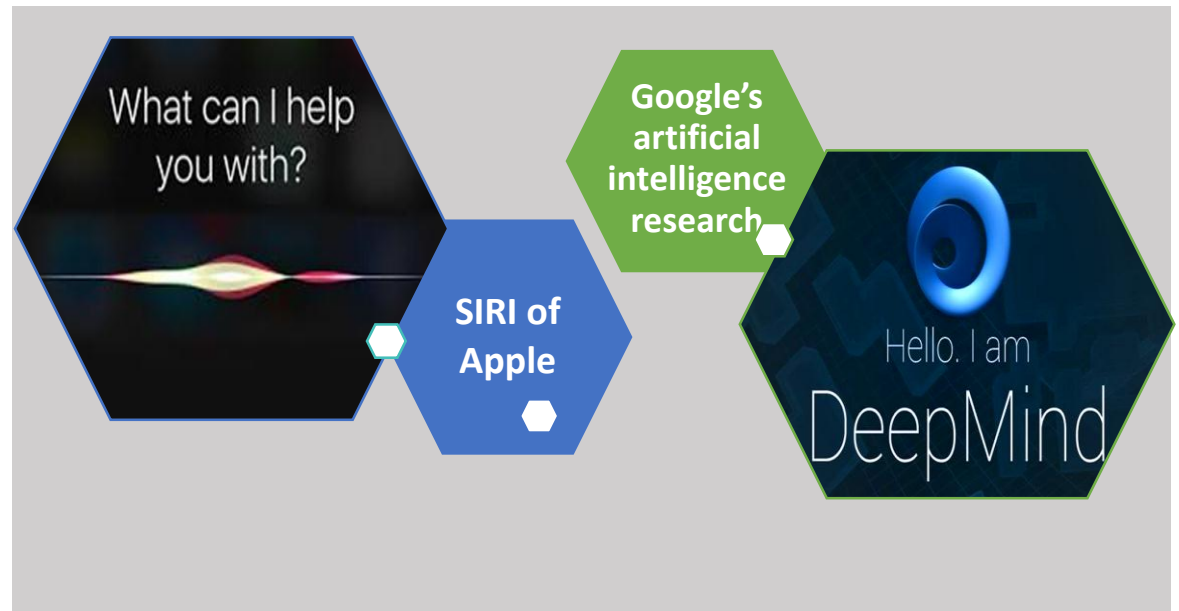 What can I help
you with?
SIRI of
Apple
Google's
artificial
intelligence
research
Hello. I am
DeepMind